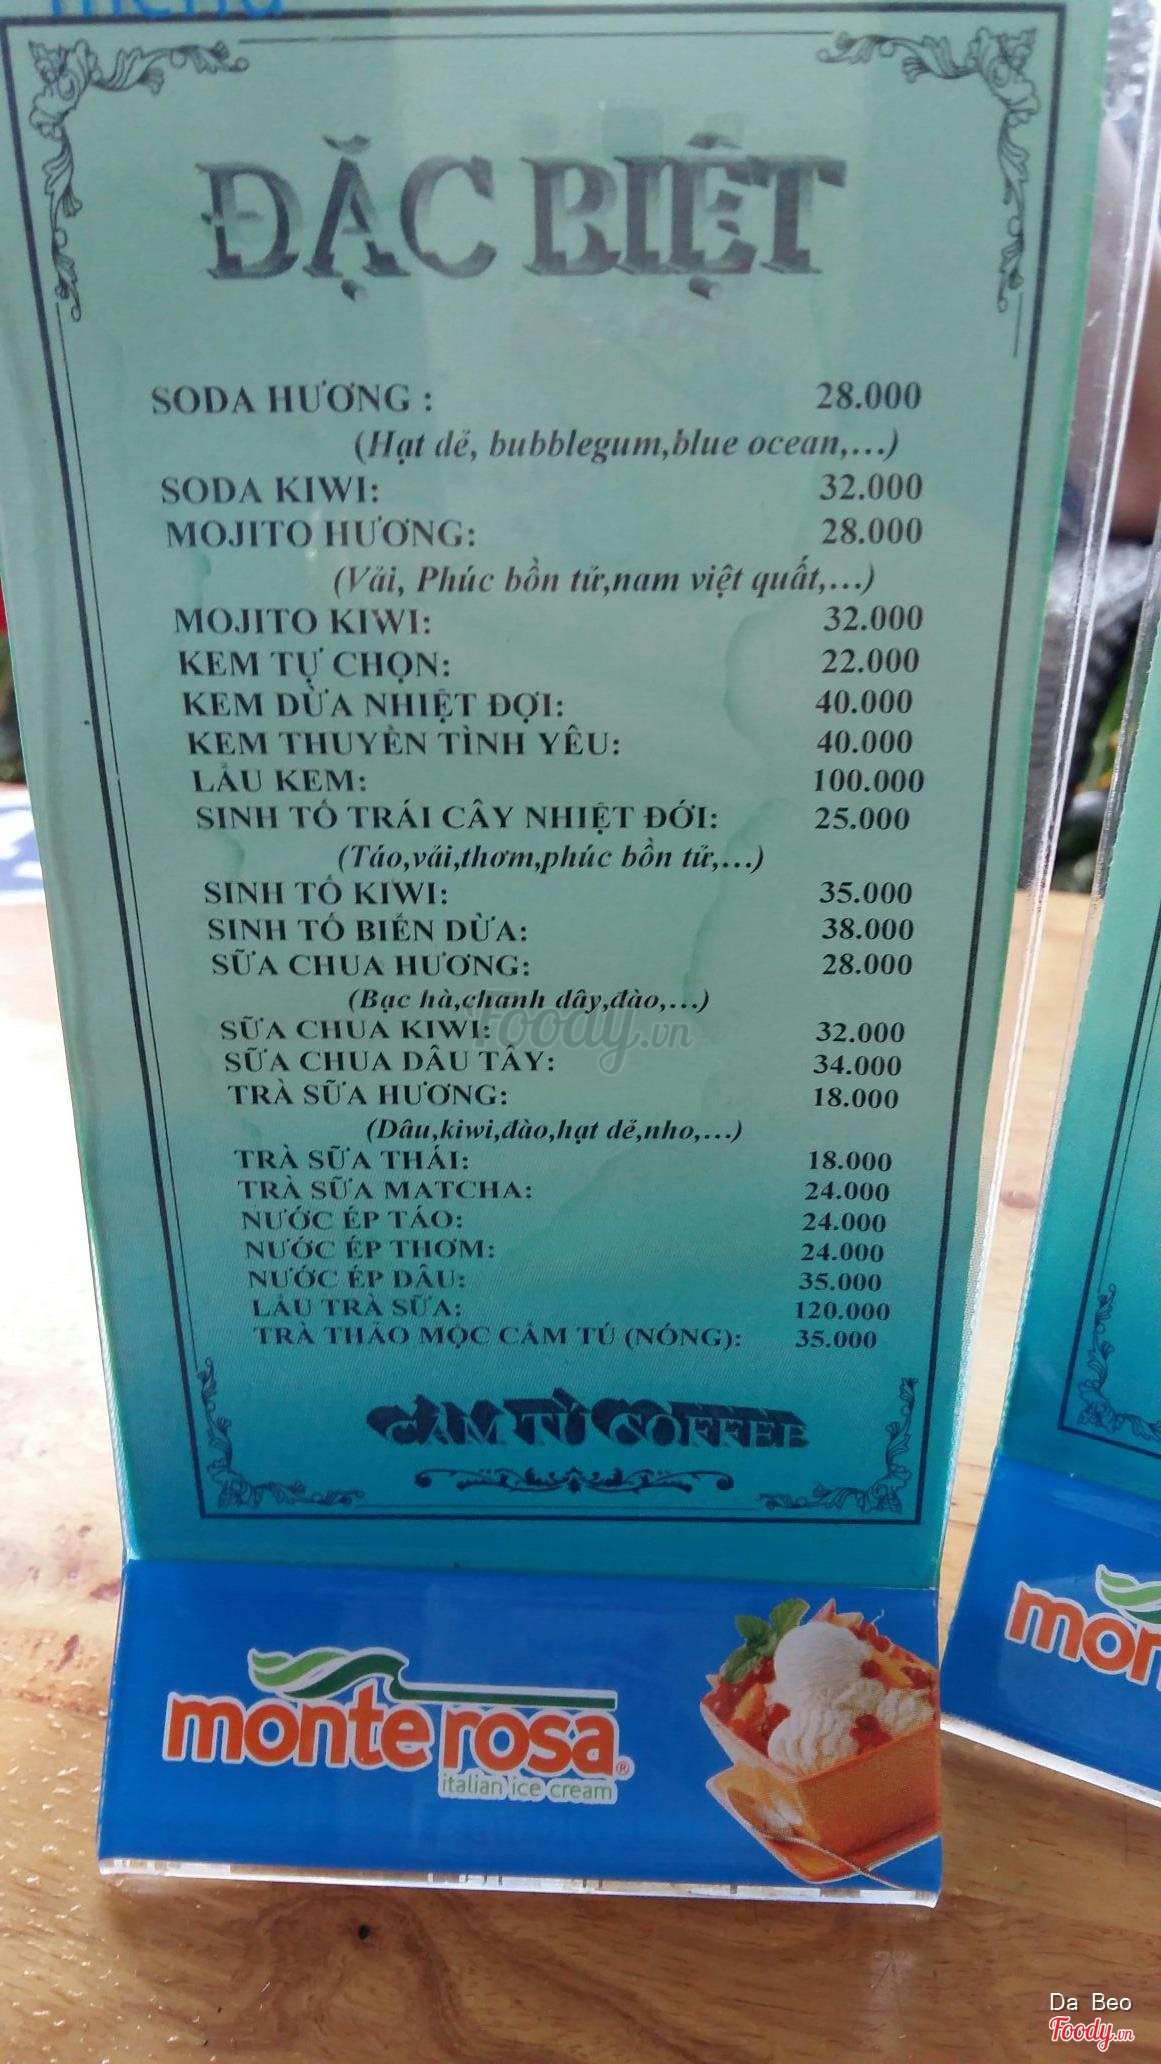 menu
ĐẶC BIỆT
SODA HƯƠNG : 28.000
(Hạt dẻ, bubblegum,blue ocean,...)
SODA KIWI: 32.000
MOJITO HƯƠNG: 28.000
(Vải, Phúc bồn tử,nam việt quất,...)
MOJITO KIWI: 32.000
KEM TỰ CHỌN: 22.000
KEM DỪA NHIỆT ĐỢI: 40.000
KEM THUYỀN TÌNH YÊU: 40.000
LẨU KEM: 100.000
SINH TỐ TRÁI CÂY NHIỆT ĐỚI: 25.000
(Táo,vải,thơm,phúc bồn tử,...)
SINH TỐ KIWI: 35.000
SINH TỐ BIỂN DỪA: 38.000
SỮA CHUA HƯƠNG: 28.000
(Bạc hà,chanh dây,đào,...)
SỮA CHUA KIWI: 32.000
SỮA CHUA DÂU TÂY: 34.000
TRÀ SỮA HƯƠNG: 18.000
(Dâu,kiwi,đào,hạt dẻ,nho,...)
TRÀ SỮA THÁI: 18.000
TRÀ SỮA MATCHA: 24.000
NƯỚC ÉP TÁO: 24.000
NƯỚC ÉP THƠM: 24.000
NƯỚC ÉP DÂU: 35.000
LẨU TRÀ SỮA: 120.000
TRÀ THẢO MỘC CẨM TÚ (NÓNG): 35.000
CẨM TÚ COFFEE
monte rosa®
italian ice cream
mon
Foody.vn
Da Beo
Foody.vn